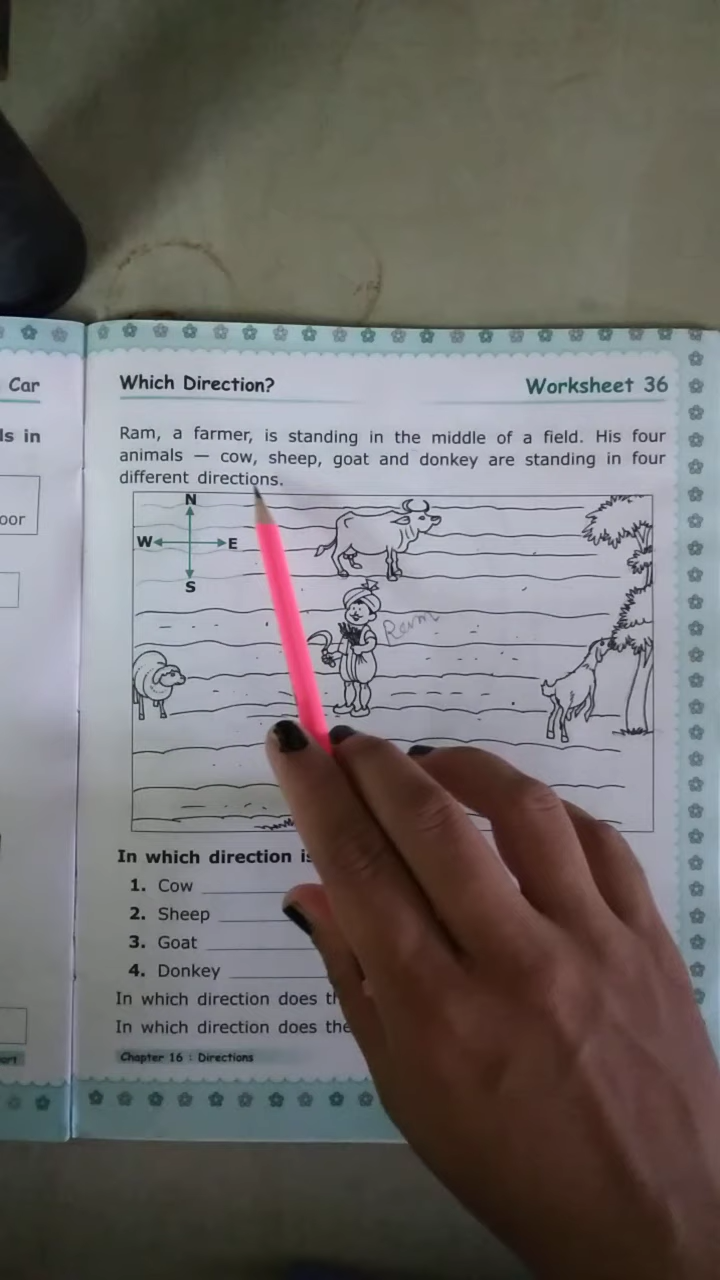 Car
ls in
oor
Which Direction?
Worksheet 36
Ram, a farmer, is standing in the middle of a field. His four
animals — cow, sheep, goat and donkey are standing in four
different directions.
N
W E
S
Ram
In which direction is
1. Cow
2. Sheep
3. Goat
4. Donkey
In which direction does th
In which direction does the
Chapter 16 : Directions